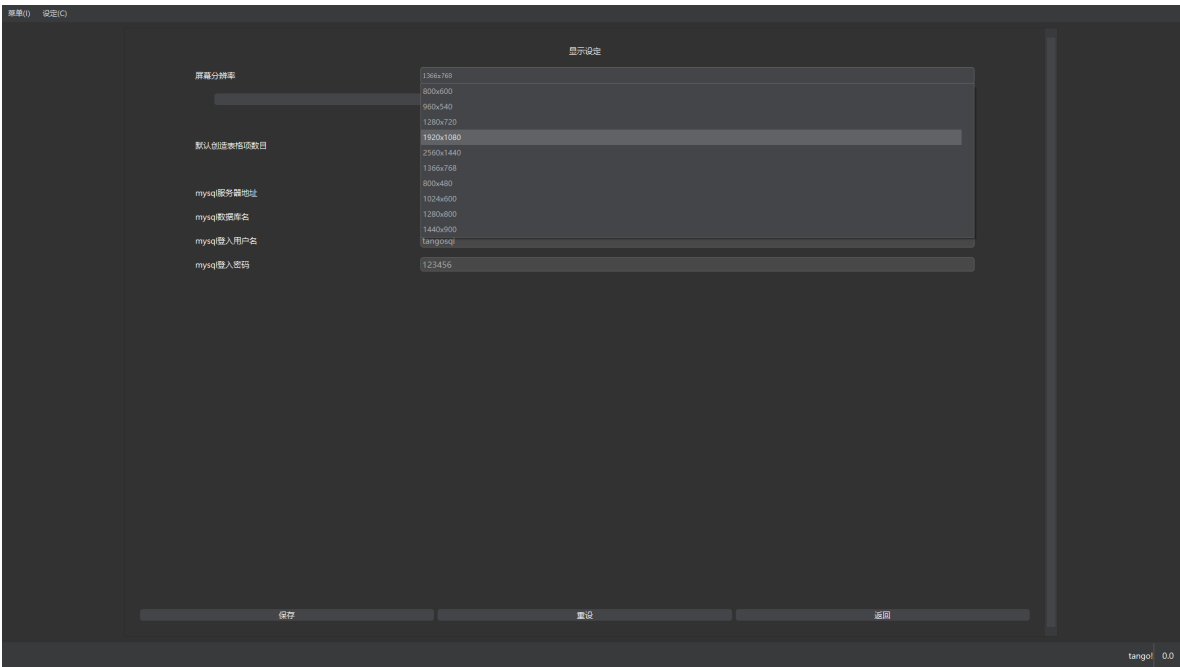 菜单(I) 设定(C)
显示设定
屏幕分辨率 1366x768
800x600
960x540
1280x720
1920x1080
默认创造表格项数目
2560x1440
1366x768
800x480
mysql服务器地址
1024x600
mysql数据库名 1280x800
1440x900
mysql登入用户名 tangosql
mysql登入密码 123456
保存 重设 返回
tango! 0.0